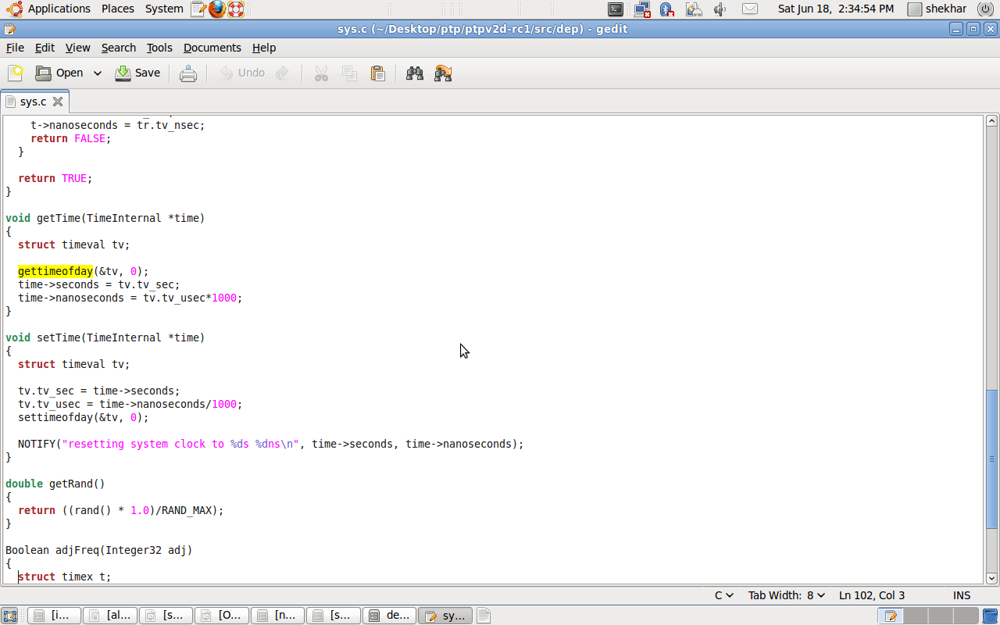 Applications Places System Sat Jun 18, 2:34:54 PM shekhar
sys.c (~/Desktop/ptp/ptpv2d-rc1/src/dep) - gedit
File Edit View Search Tools Documents Help
Open Save Undo
sys.c
t->nanoseconds = tr.tv_nsec;
return FALSE;
}
return TRUE;
}
void getTime(TimeInternal *time)
{
struct timeval tv;
gettimeofday(&tv, 0);
time->seconds = tv.tv_sec;
time->nanoseconds = tv.tv_usec*1000;
}
void setTime(TimeInternal *time)
{
struct timeval tv;
tv.tv_sec = time->seconds;
tv.tv_usec = time->nanoseconds/1000;
settimeofday(&tv, 0);
NOTIFY("resetting system clock to %ds %dns\n", time->seconds, time->nanoseconds);
}
double getRand()
{
return ((rand() * 1.0)/RAND_MAX);
}
Boolean adjFreq(Integer32 adj)
{
struct timex t;
C Tab Width: 8 Ln 102, Col 3 INS
[i... [al... [s... [O... [n... [s... de... sy...